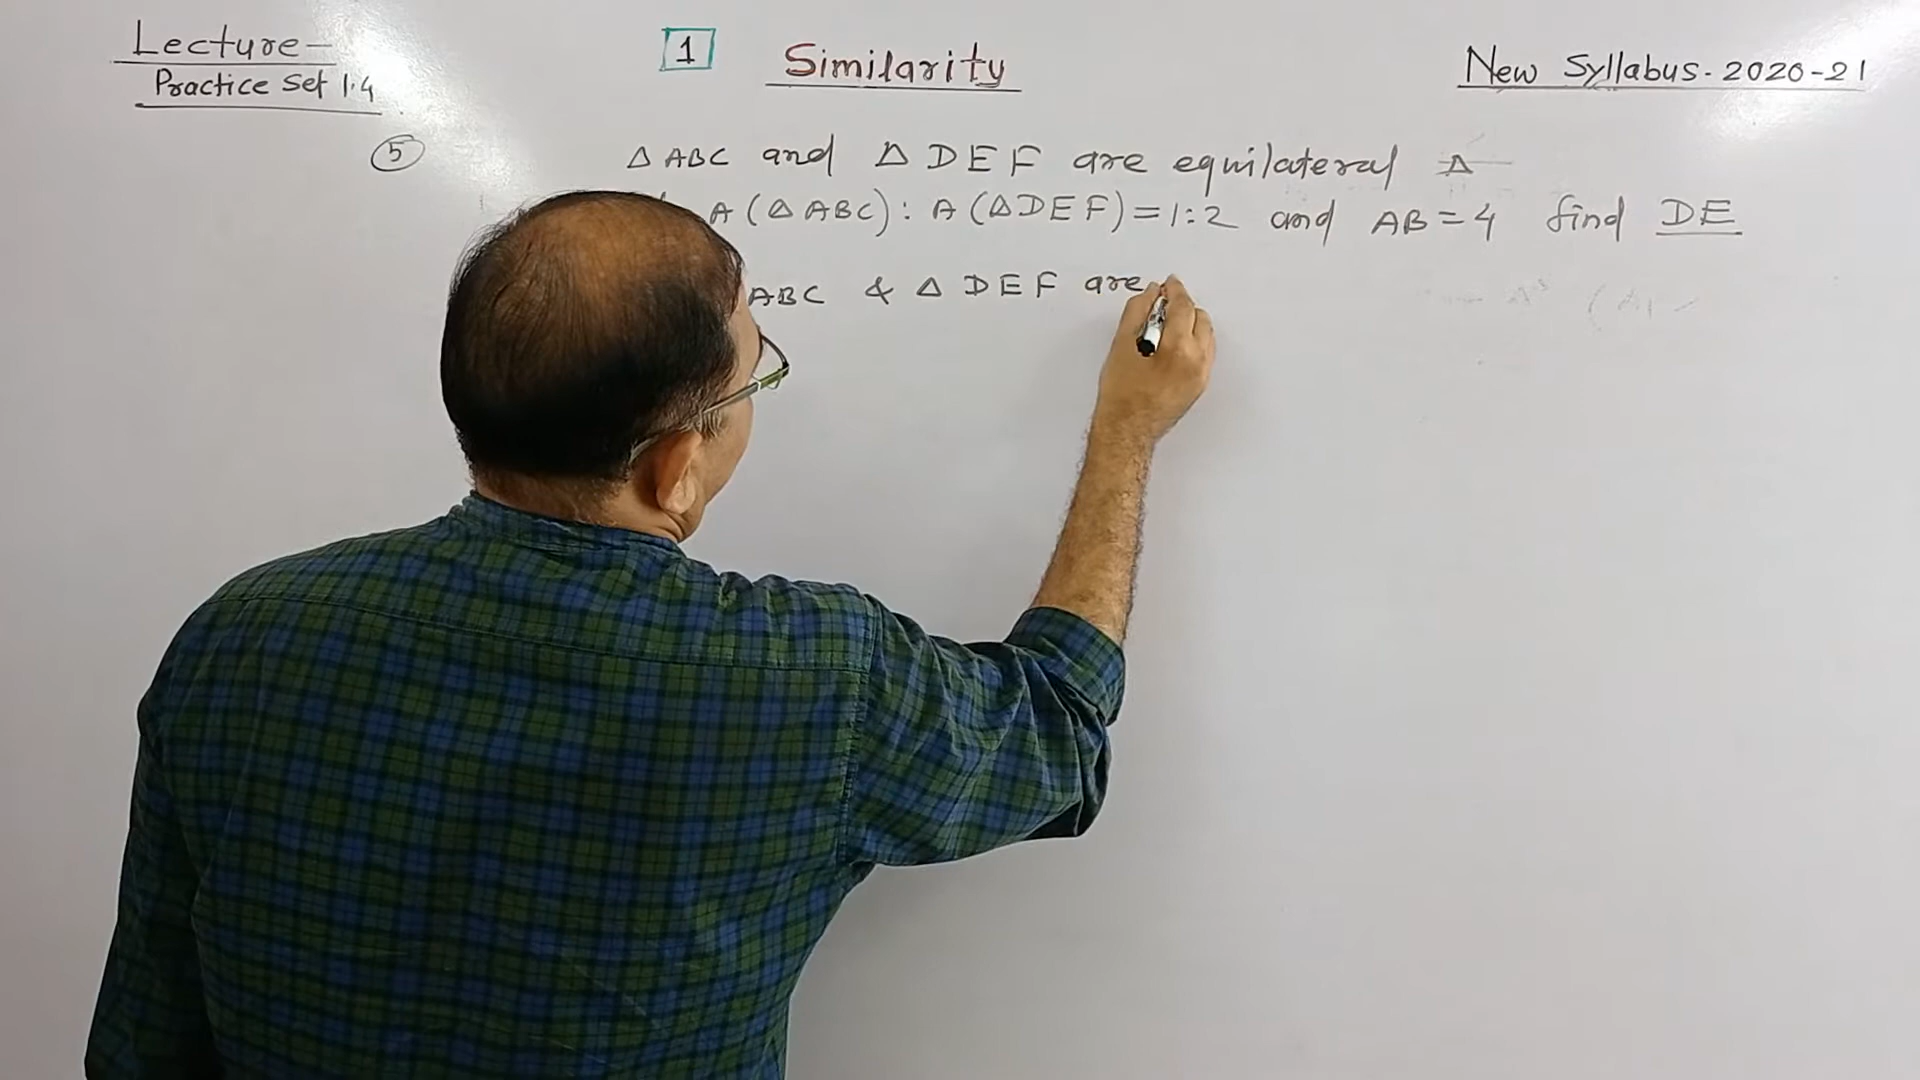 Lecture-
Practice Set 1.4
1
Similarity
New Syllabus. 2020-21
5
△ ABC and △ DEF are equilateral △
A(△ABC): A(△DEF)=1:2 and AB=4 find DE
ABC & △ DEF are